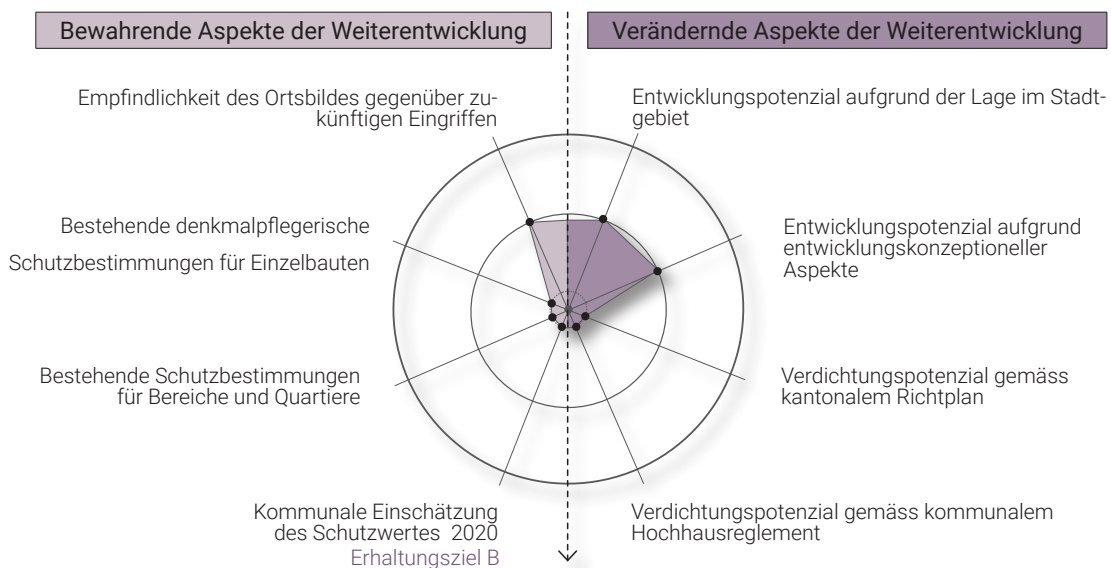 Bewahrende Aspekte der Weiterentwicklung
Verändernde Aspekte der Weiterentwicklung
Empfindlichkeit des Ortsbildes gegenüber zu-
künftigen Eingriffen
Entwicklungspotenzial aufgrund der Lage im Stadt-
gebiet
Bestehende denkmalpflegerische
Schutzbestimmungen für Einzelbauten
Entwicklungspotenzial aufgrund
entwicklungskonzeptioneller
Aspekte
Bestehende Schutzbestimmungen
für Bereiche und Quartiere
Verdichtungspotenzial gemäss
kantonalem Richtplan
Kommunale Einschätzung
des Schutzwertes 2020
Erhaltungsziel B
Verdichtungspotenzial gemäss kommunalem
Hochhausreglement